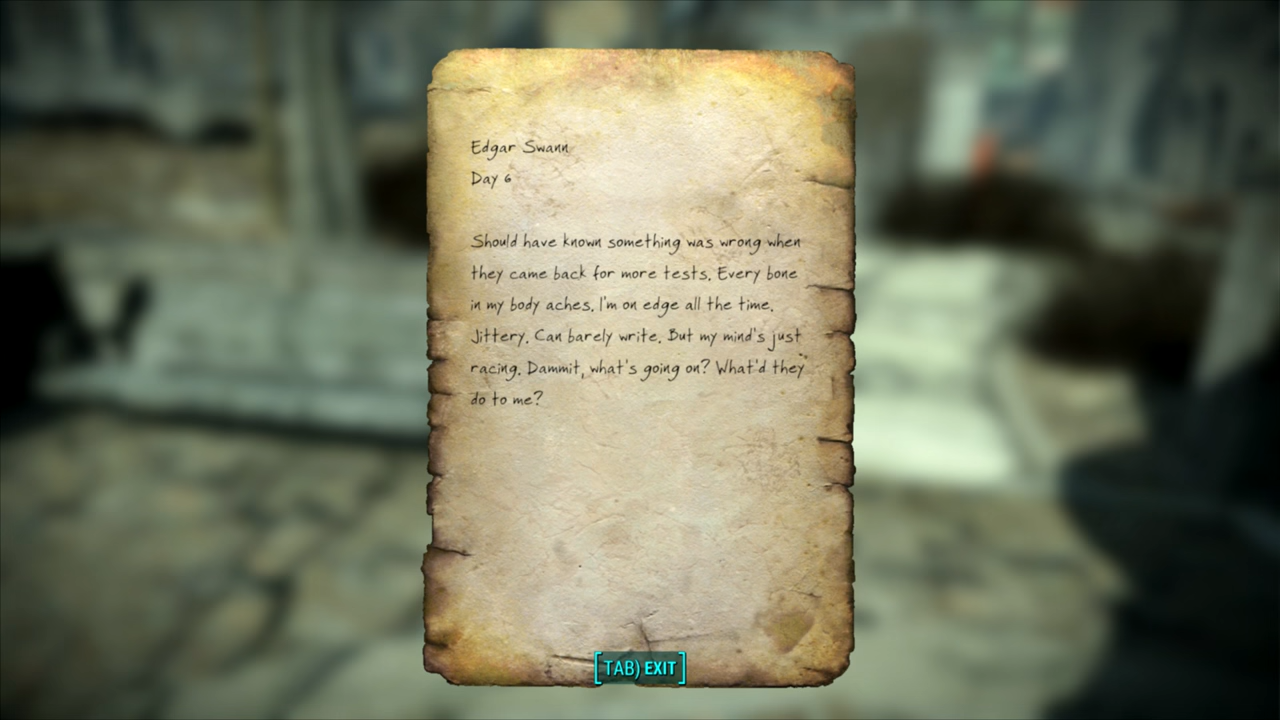 Edgar Swann
Day 6
Should have known something was wrong when
they came back for more tests. Every bone
in my body aches. I'm on edge all the time.
Jittery. Can barely write. But my mind's just
racing. Dammit, what's going on? What'd they
do to me?
[TAB) EXIT]